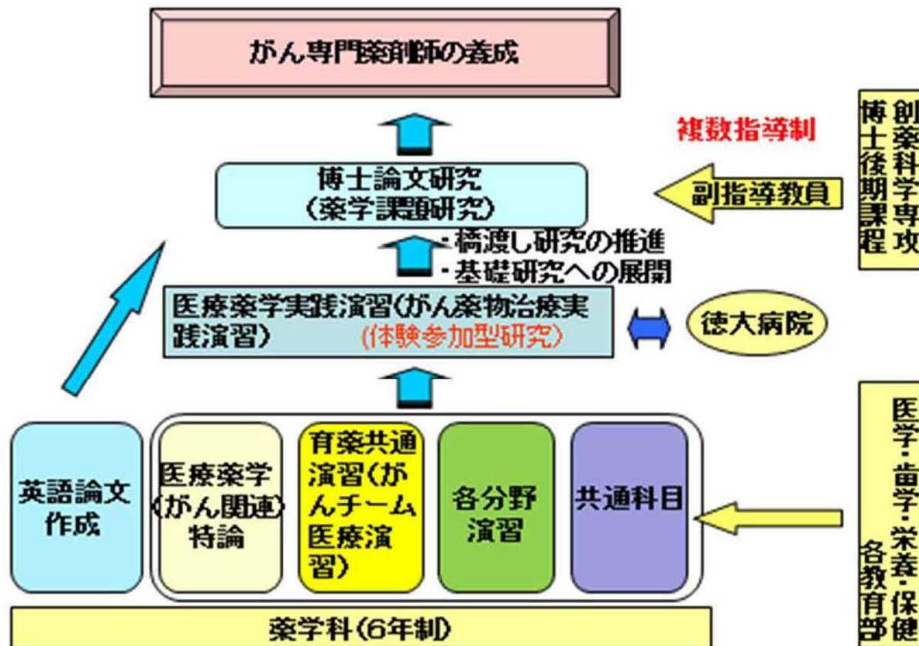 がん専門薬剤師の養成
複数指導制
創薬科学専攻
博士後期課程
博士論文研究
(薬学課題研究)
副指導教員
・橋渡し研究の推進
・基礎研究への展開
医療薬学実践演習(がん薬物治療実
践演習) (体験参加型研究)
徳大病院
英語論文
作成
医療薬学
(がん関連)
特論
育薬共通
演習(が
んチーム
医療演
習)
各分野
演習
共通科目
医学・歯学・栄養・保健
各教育部
薬学科(6年制)